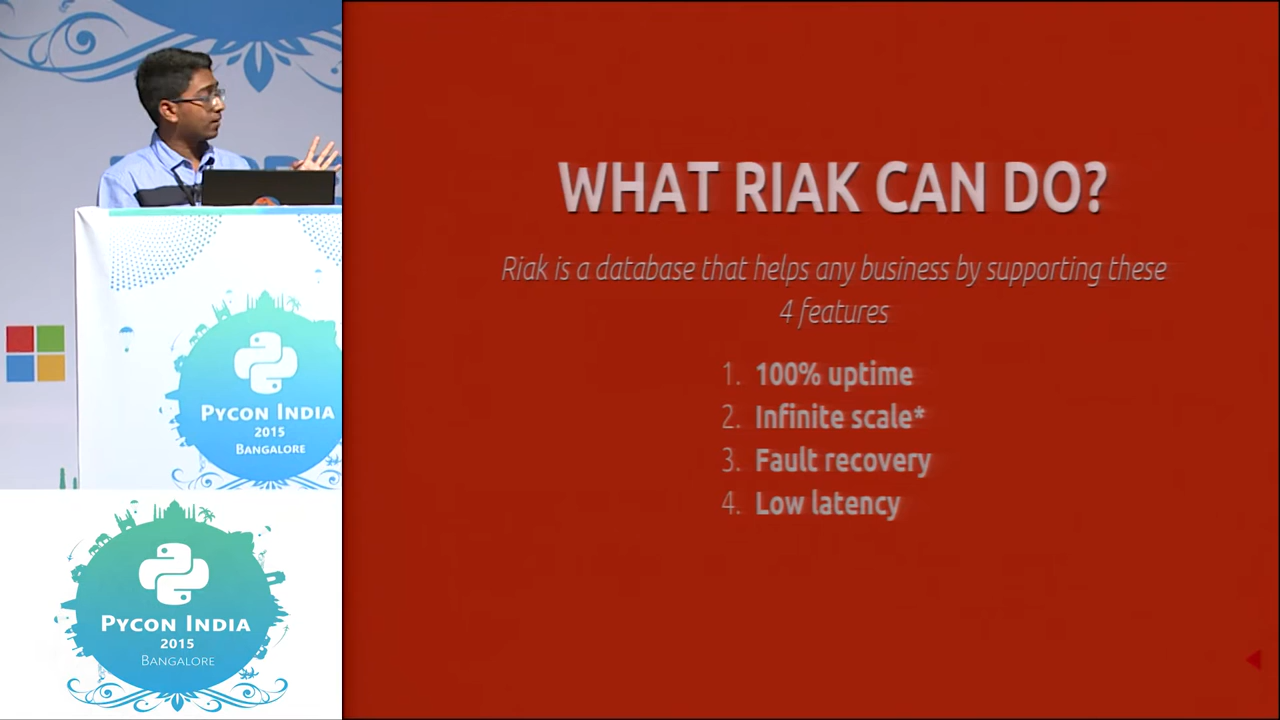 WHAT RIAK CAN DO?
Riak is a database that helps any business by supporting these
4 features
1. 100% uptime
2. Infinite scale*
3. Fault recovery
4. Low latency
PYCON INDIA
2015
BANGALORE
PYCON INDIA
2015
BANGALORE